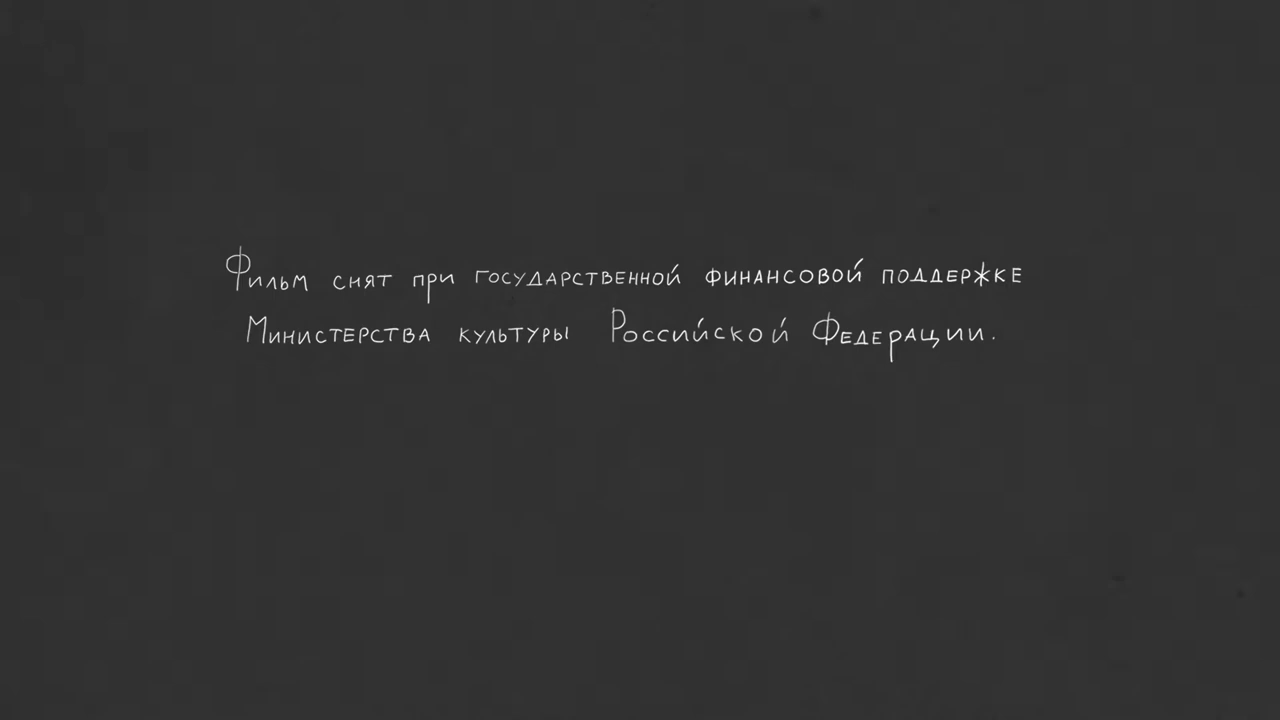 Фильм снят при государственной финансовой поддержке
Министерства культуры Российской Федерации.